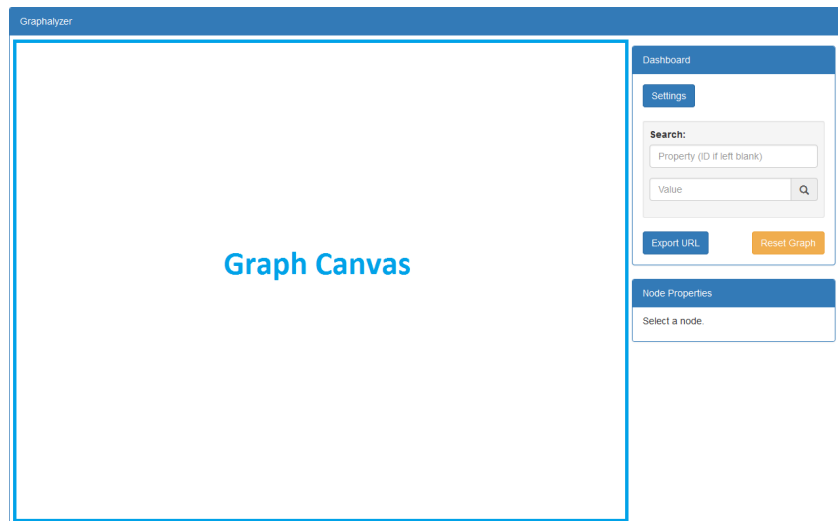 Graphalyzer
Graph Canvas
Dashboard
Settings
Search:
Property (ID if left blank)
Value
Export URL
Reset Graph
Node Properties
Select a node.